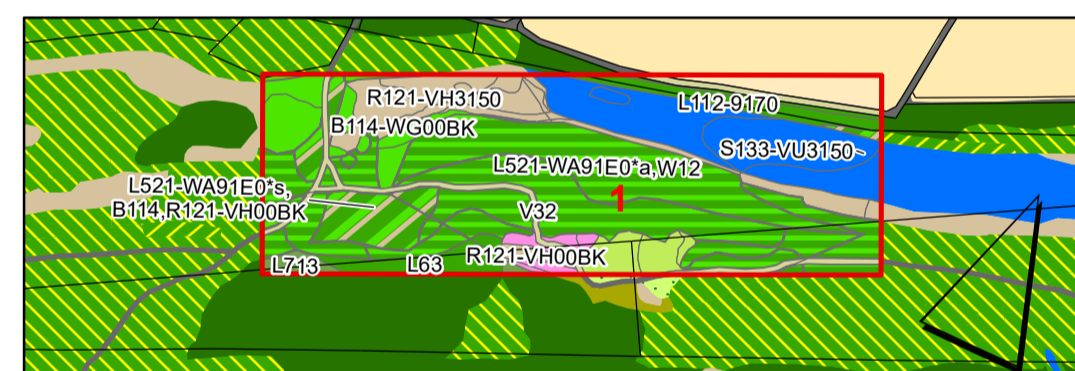 R121-VH3150
L112-9170
B114-WG00BK
S133-VU3150
L521-WA91E0*a,W12
L521-WA91E0*s,
B114,R121-VH00BK
1
V32
R121-VH00BK
L713
L63